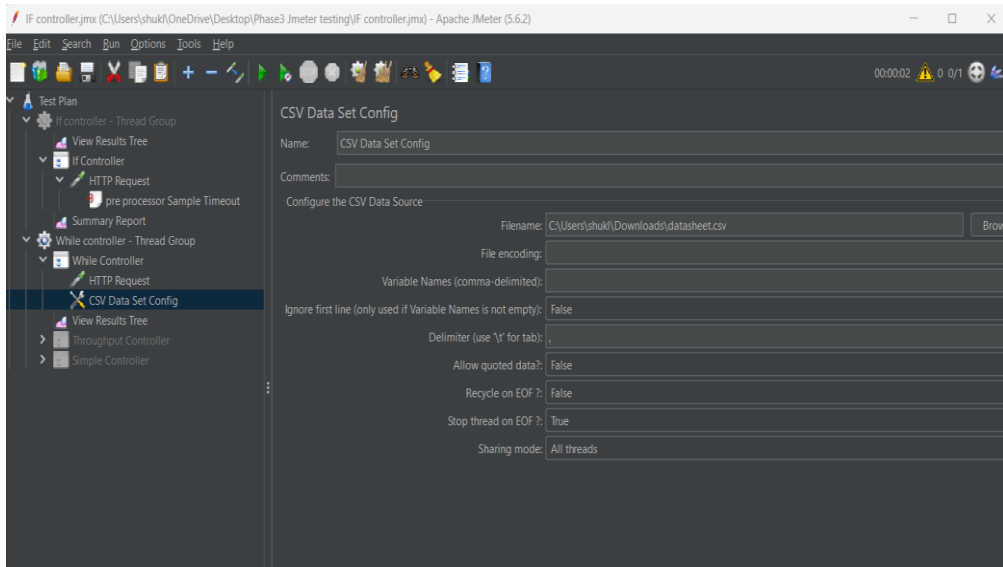 IF controller.jmx (C:\Users\shukl\OneDrive\Desktop\Phase3 Jmeter testing\IF controller.jmx) - Apache JMeter (5.6.2)
File Edit Search Run Options Tools Help
00:00:02 0 0/1
Test Plan
If controller - Thread Group
View Results Tree
If Controller
HTTP Request
pre processor Sample Timeout
Summary Report
While controller - Thread Group
While Controller
HTTP Request
CSV Data Set Config
View Results Tree
Throughput Controller
Simple Controller
CSV Data Set Config
Name: CSV Data Set Config
Comments:
Configure the CSV Data Source
Filename: C:\Users\shukl\Downloads\datasheet.csv Brow
File encoding:
Variable Names (comma-delimited):
Ignore first line (only used if Variable Names is not empty): False
Delimiter (use '\t' for tab): ,
Allow quoted data?: False
Recycle on EOF ?: False
Stop thread on EOF ?: True
Sharing mode: All threads